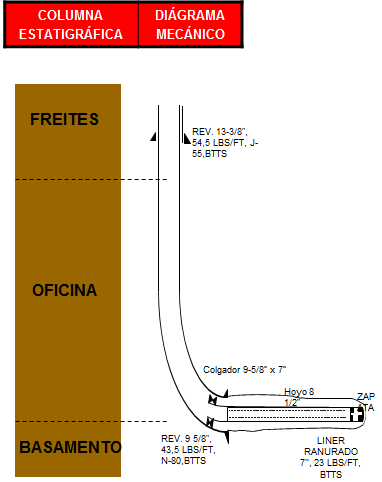 COLUMNA
ESTATIGRÁFICA
DIÁGRAMA
MECÁNICO
FREITES
REV. 13-3/8",
54,5 LBS/FT, J-
55,BTTS
OFICINA
Colgador 9-5/8" x 7"
Hoyo 8
1/2"
ZAP
ATA
BASAMENTO
REV. 9 5/8",
43,5 LBS/FT,
N-80,BTTS
LINER
RANURADO
7", 23 LBS/FT,
BTTS